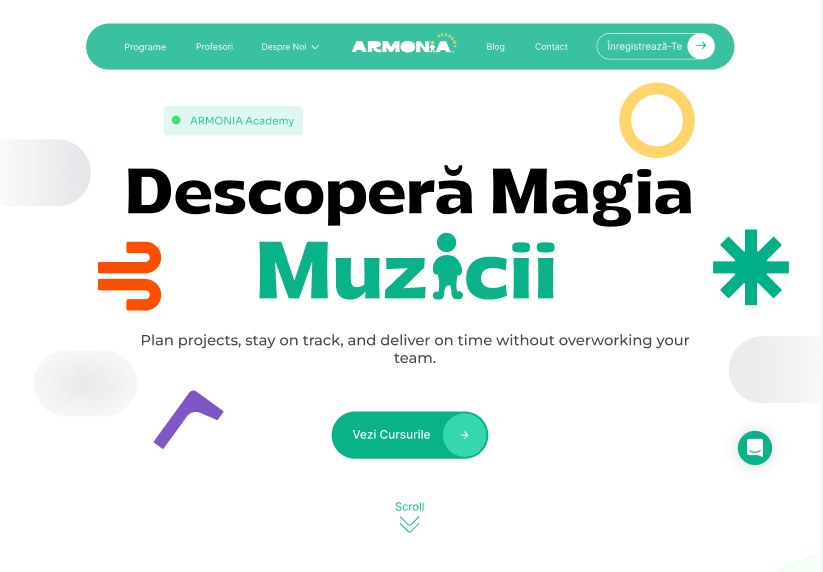 Programe
Profesori
Despre Noi
ARMONIA
ACADEMY
Blog
Contact
Înregistrează-Te
ARMONIA Academy
Descoperă Magia
Muzicii
Plan projects, stay on track, and deliver on time without overworking your
team.
Vezi Cursurile
Scroll